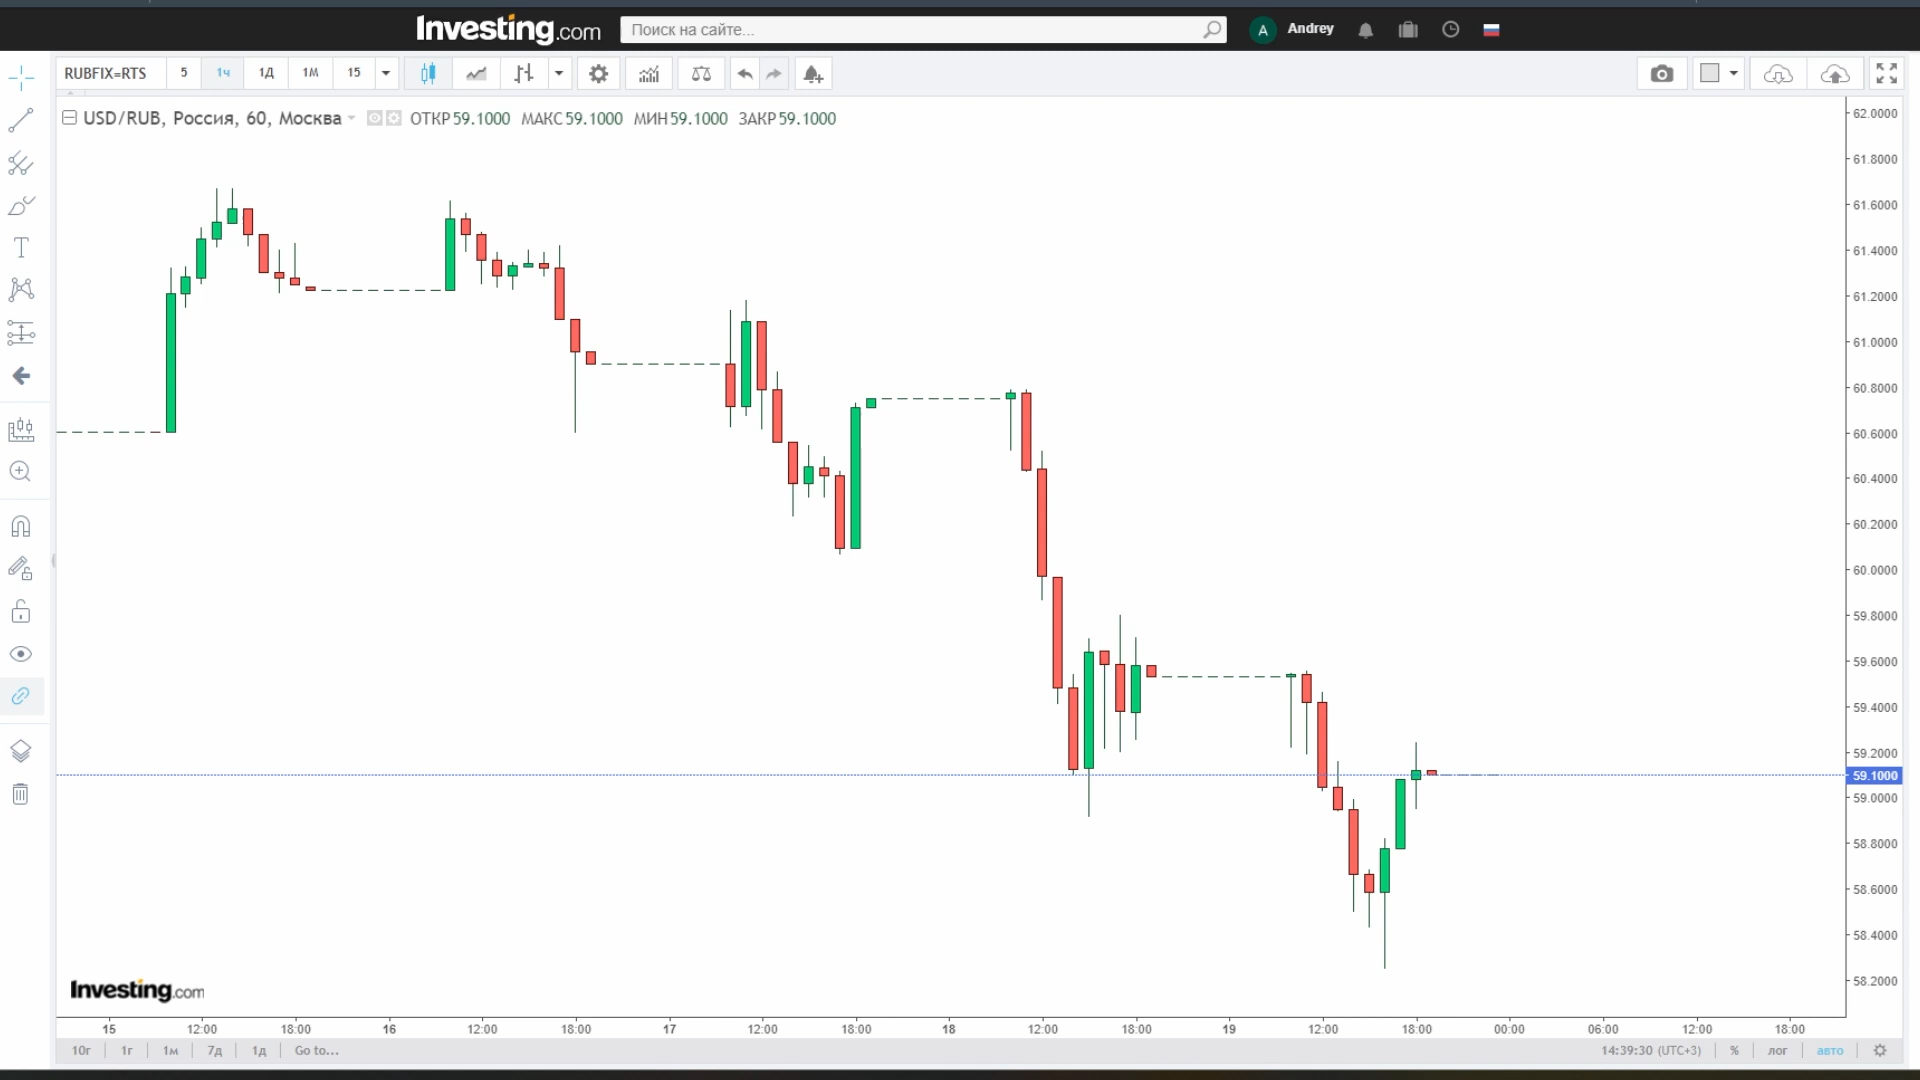 Investing.com
Поиск на сайте...
A
Andrey
RUBFIX=RTS 5 1ч 1Д 1М 15
USD/RUB, Россия, 60, Москва ОТКР 59.1000 МАКС 59.1000 МИН 59.1000 ЗАКР 59.1000
62.0000
61.8000
61.6000
61.4000
61.2000
61.0000
60.8000
60.6000
60.4000
60.2000
60.0000
59.8000
59.6000
59.4000
59.2000
59.1000
59.0000
58.8000
58.6000
58.4000
58.2000
Investing.com
15 12:00 18:00 16 12:00 18:00 17 12:00 18:00 18 12:00 18:00 19 12:00 18:00 00:00 06:00 12:00 18:00
10г 1г 1м 7д 1д Go to... 14:39:30 (UTC+3) % лог авто